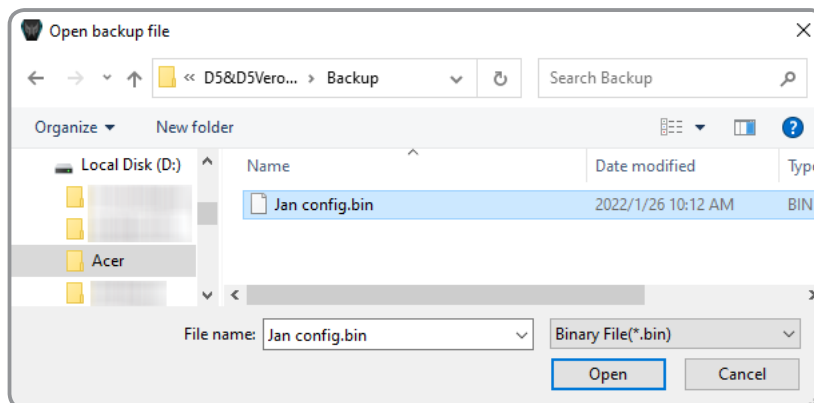 Open backup file
« D5&D5Vero... › Backup
Search Backup
Organize
New folder
Local Disk (D:)
Name
Date modified
Type
Jan config.bin
2022/1/26 10:12 AM
BIN
Acer
File name:
Jan config.bin
Binary File(*.bin)
Open
Cancel